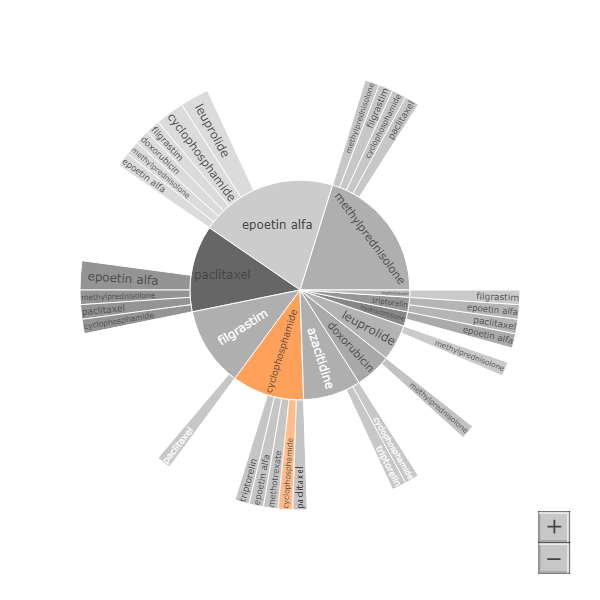 methylprednisolone
filgrastim
cyclophosphamide
paclitaxel
leuprolide
cyclophosphamide
filgrastim
doxorubicin
methylprednisolone
epoetin alfa
epoetin alfa
methylprednisolone
paclitaxel
epoetin alfa
methylprednisolone
paclitaxel
cyclophosphamide
filgrastim
cyclophosphamide
azacitidine
doxorubicin
leuprolide
triptorelin
filgrastim
epoetin alfa
paclitaxel
epoetin alfa
methylprednisolone
methylprednisolone
cyclophosphamide
triptorelin
paclitaxel
triptorelin
epoetin alfa
methotrexate
cyclophosphamide
paclitaxel
+
−